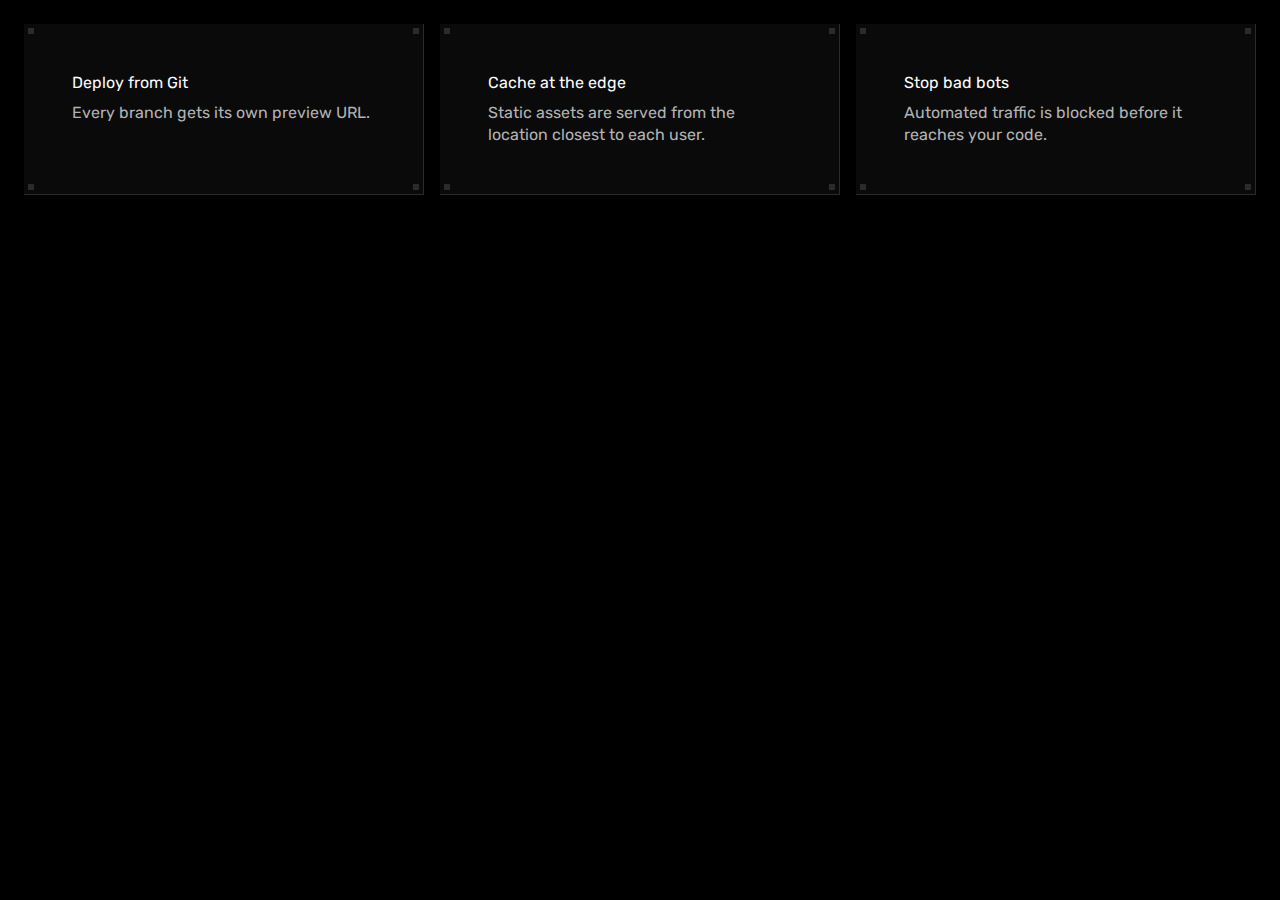 Deploy from Git
Every branch gets its own preview URL.
Cache at the edge
Static assets are served from the
location closest to each user.
Stop bad bots
Automated traffic is blocked before it
reaches your code.